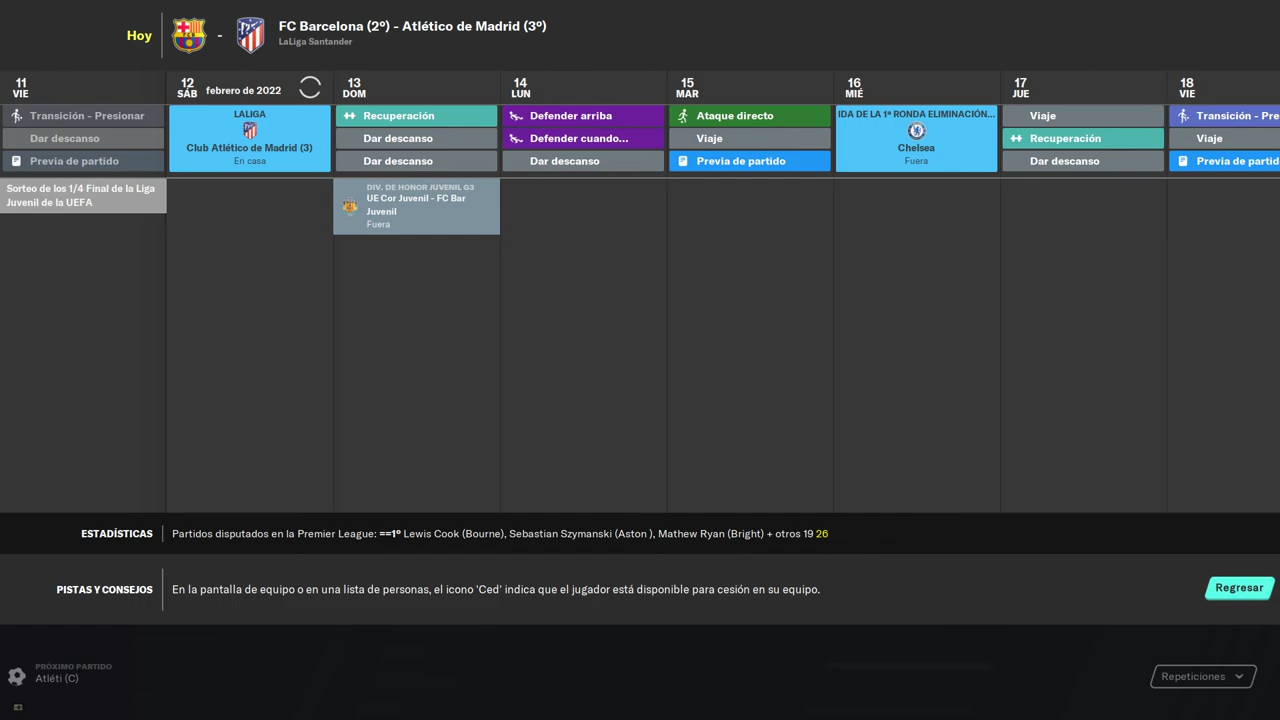 Hoy
-
FC Barcelona (2º) - Atlético de Madrid (3º)
LaLiga Santander
11
VIE
12
SÁB
febrero de 2022
13
DOM
14
LUN
15
MAR
16
MIÉ
17
JUE
18
VIE
Transición - Presionar
Dar descanso
Previa de partido
Sorteo de los 1/4 Final de la Liga
Juvenil de la UEFA
LALIGA
Club Atlético de Madrid (3)
En casa
Recuperación
Dar descanso
Dar descanso
DIV. DE HONOR JUVENIL G3
UE Cor Juvenil - FC Bar
Juvenil
Fuera
Defender arriba
Defender cuando...
Dar descanso
Ataque directo
Viaje
Previa de partido
IDA DE LA 1ª RONDA ELIMINACIÓN...
Chelsea
Fuera
Viaje
Recuperación
Dar descanso
Transición - Pre
Viaje
Previa de partid
ESTADÍSTICAS
Partidos disputados en la Premier League: ==1º Lewis Cook (Bourne), Sebastian Szymanski (Aston ), Mathew Ryan (Bright) + otros 19 26
PISTAS Y CONSEJOS
En la pantalla de equipo o en una lista de personas, el icono 'Ced' indica que el jugador está disponible para cesión en su equipo.
Regresar
PRÓXIMO PARTIDO
Atléti (C)
Repeticiones